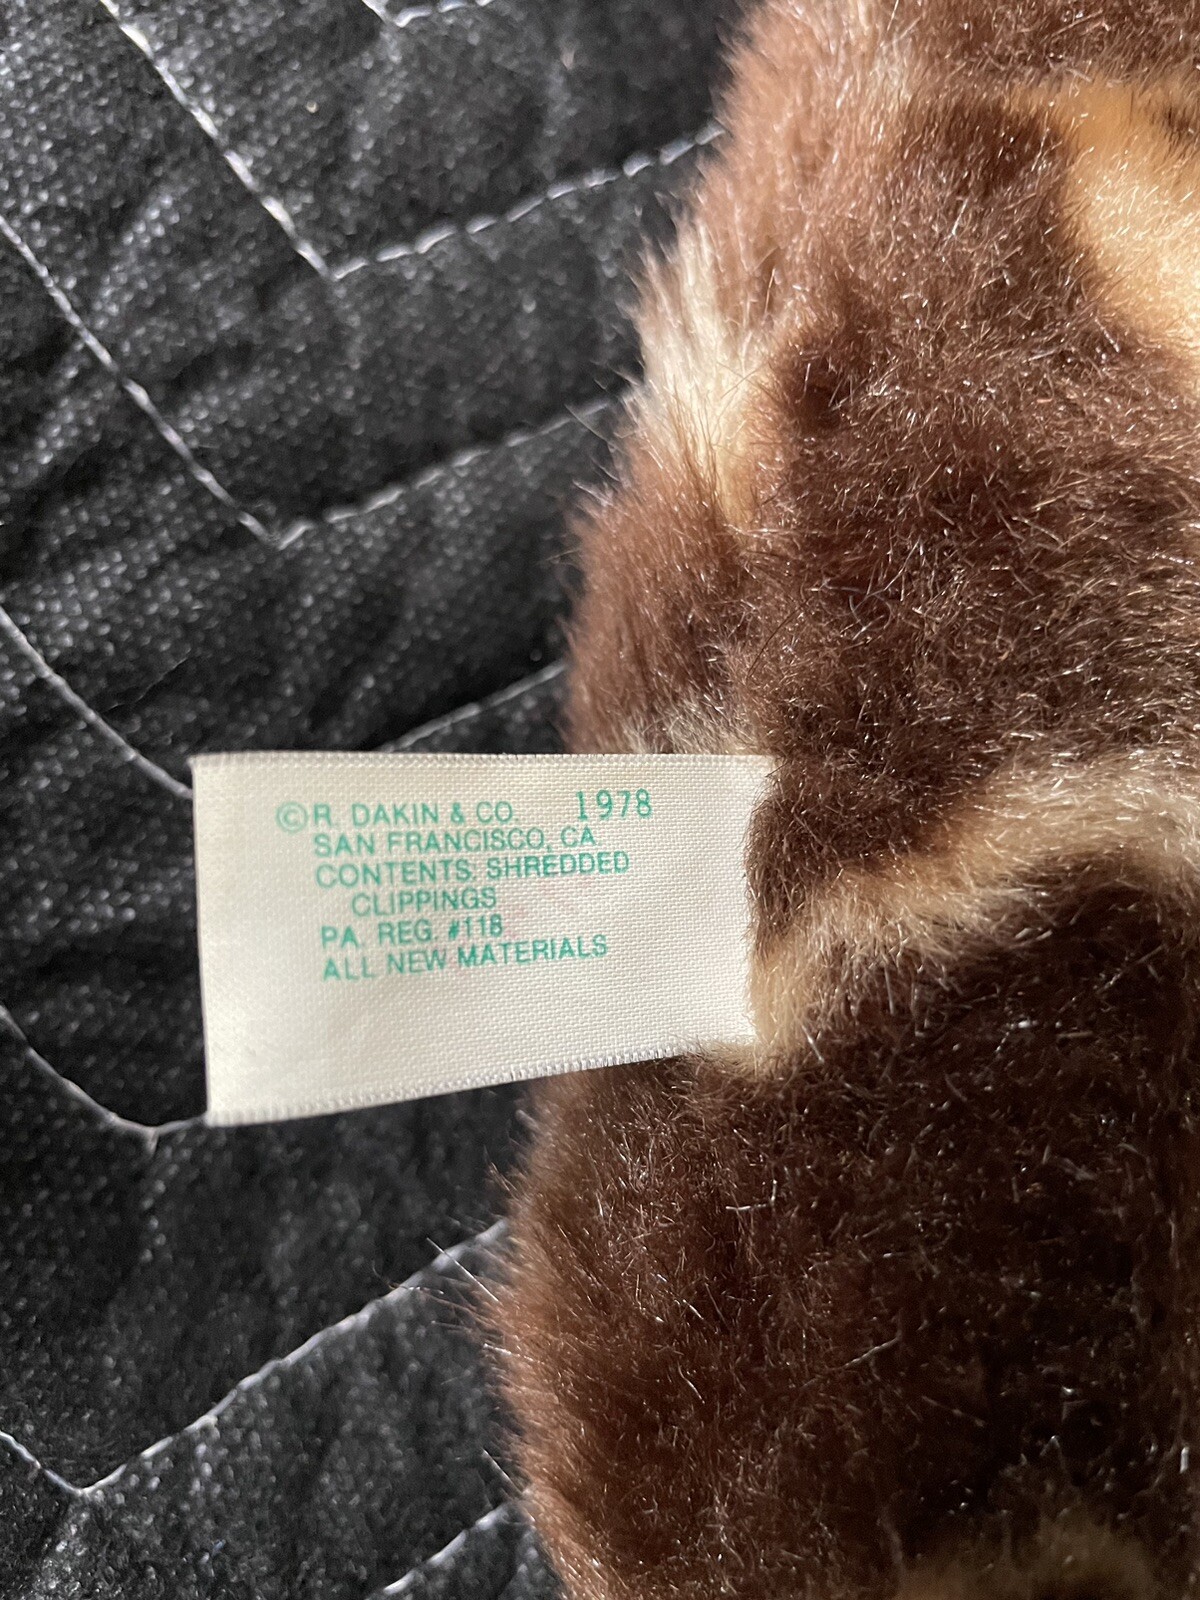 ©R. DAKIN & CO. 1978
SAN FRANCISCO, CA
CONTENTS: SHREDDED
CLIPPINGS
PA. REG. #118
ALL NEW MATERIALS